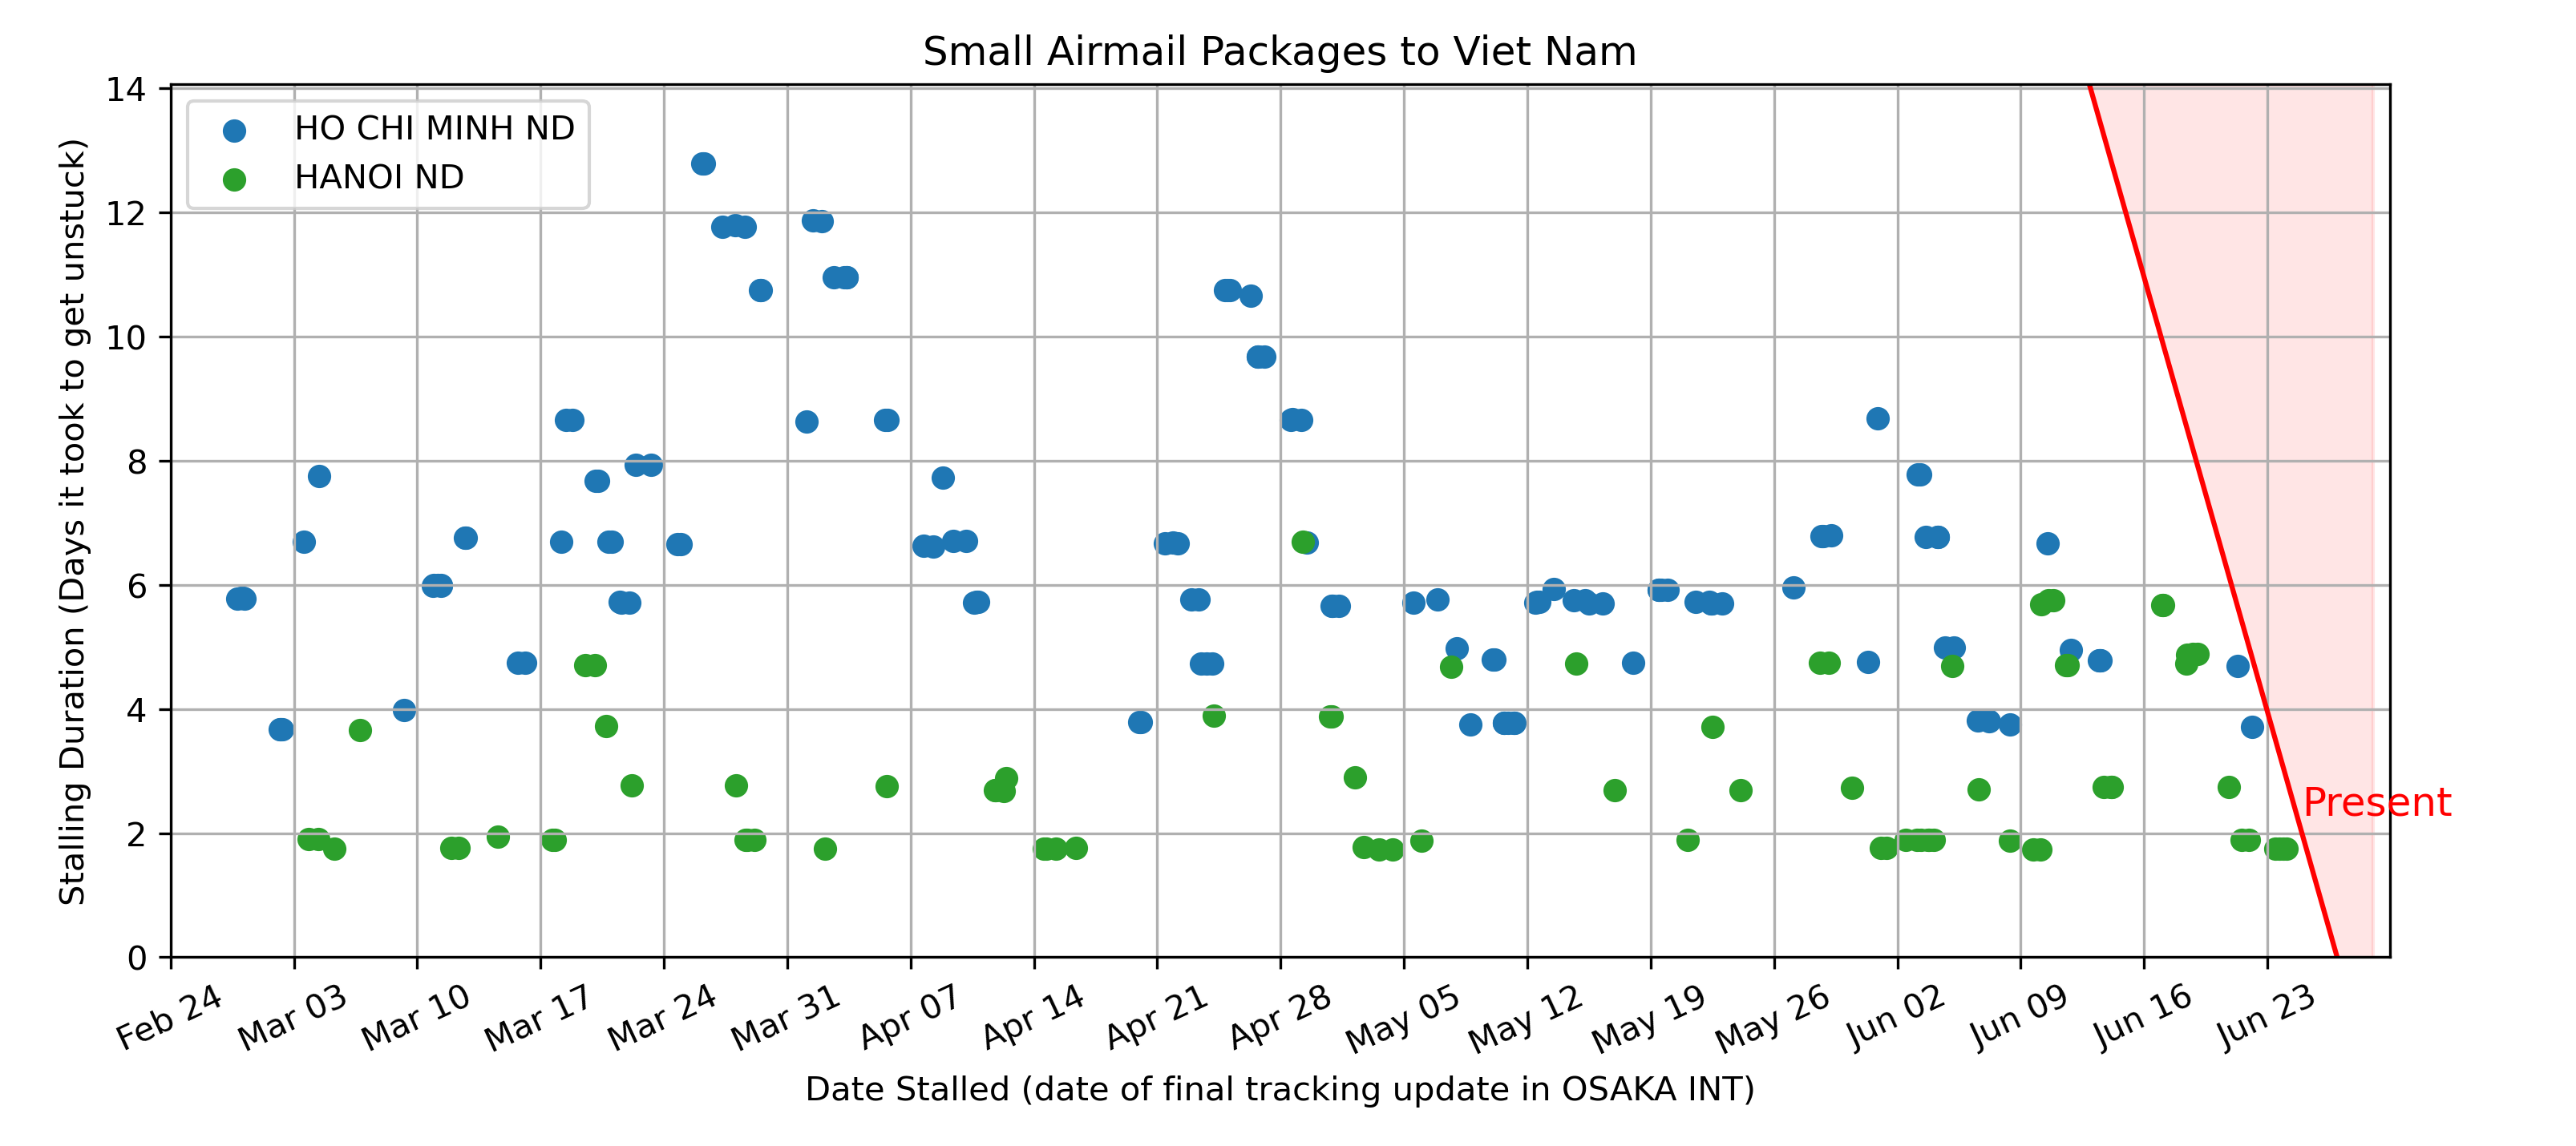 Small Airmail Packages to Viet Nam
HO CHI MINH ND
HANOI ND
Stalling Duration (Days it took to get unstuck)
14
12
10
8
6
4
2
0
Present
Feb 24
Mar 03
Mar 10
Mar 17
Mar 24
Mar 31
Apr 07
Apr 14
Apr 21
Apr 28
May 05
May 12
May 19
May 26
Jun 02
Jun 09
Jun 16
Jun 23
Date Stalled (date of final tracking update in OSAKA INT)